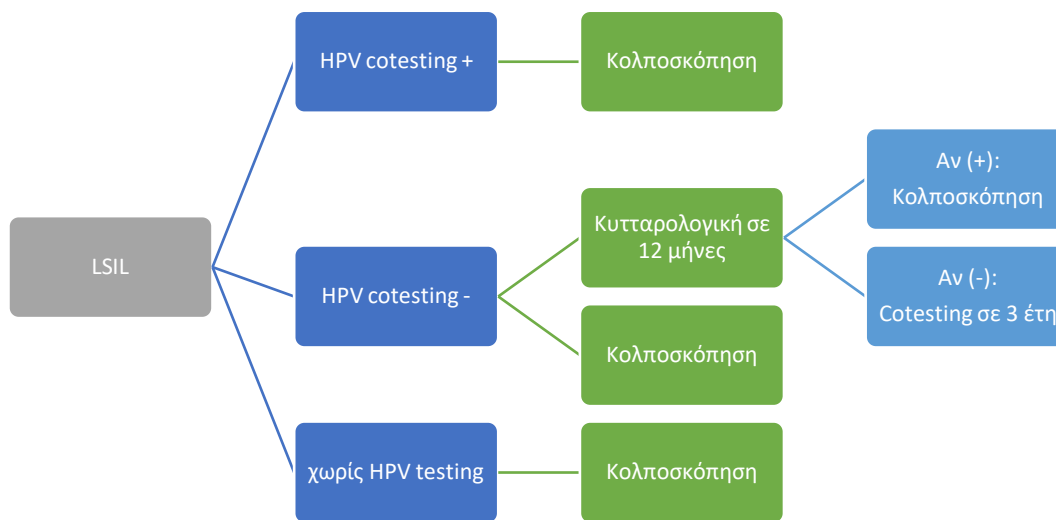 LSIL
HPV cotesting +
Κολποσκόπηση
HPV cotesting -
Κυτταρολογική σε
12 μήνες
Αν (+):
Κολποσκόπηση
Αν (-):
Cotesting σε 3 έτη
Κολποσκόπηση
χωρίς HPV testing
Κολποσκόπηση